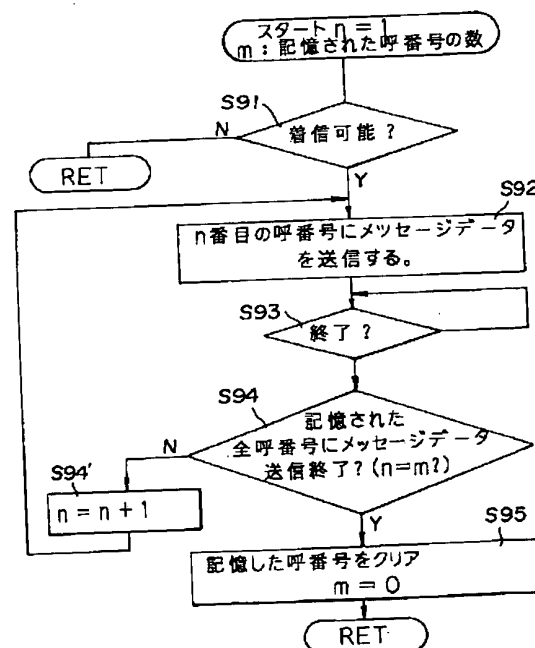 スタート n = 1
m : 記憶された呼番号の数
S91
着信可能 ?
N
RET
Y
S92
n番目の呼番号にメッセージデータ
を送信する。
S93
終了 ?
S94
記憶された
全呼番号にメッセージデータ
送信終了? (n=m?)
N
S94'
n = n + 1
Y
S95
記憶した呼番号をクリア
m = 0
RET